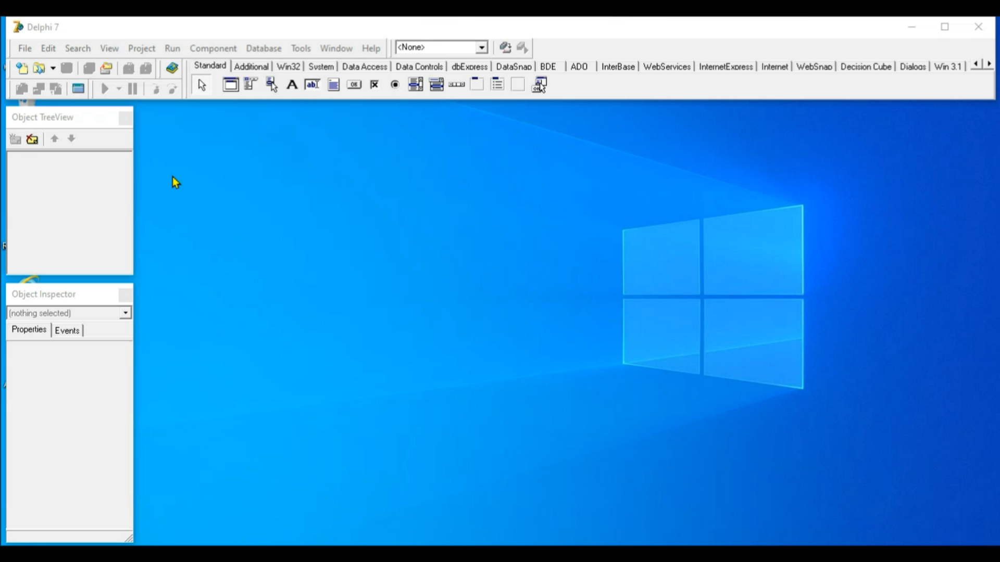 Delphi 7
File Edit Search View Project Run Component Database Tools Window Help <None>
Standard Additional Win32 System Data Access Data Controls dbExpress DataSnap BDE ADO InterBase WebServices InternetExpress Internet WebSnap Decision Cube Dialogs Win 3.1
A ab OK
Object TreeView
Object Inspector
(nothing selected)
Properties Events